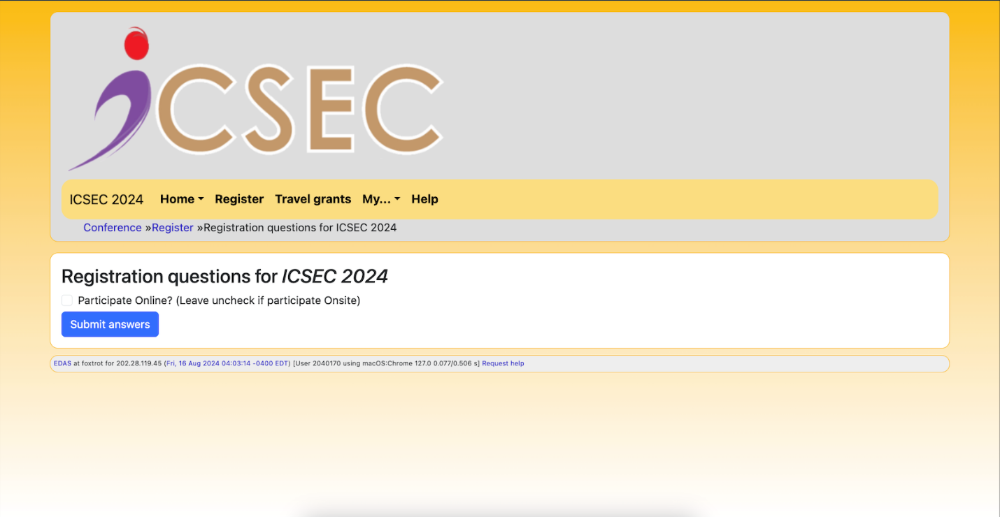 iCSEC
ICSEC 2024 Home Register Travel grants My... Help
Conference »Register »Registration questions for ICSEC 2024
Registration questions for ICSEC 2024
Participate Online? (Leave uncheck if participate Onsite)
Submit answers
EDAS at foxtrot for 202.28.119.45 (Fri, 16 Aug 2024 04:03:14 -0400 EDT) [User 2040170 using macOS:Chrome 127.0 0.077/0.506 s] Request help